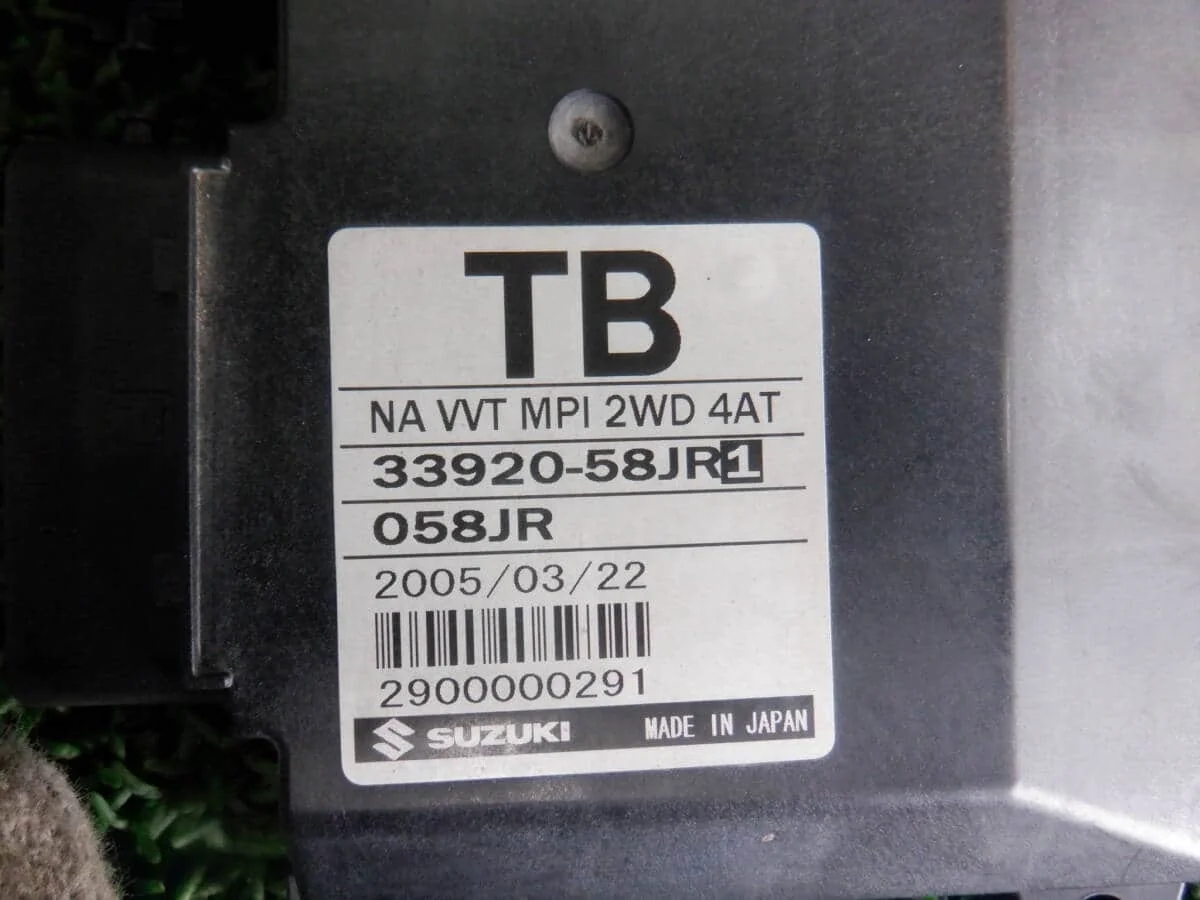 TB
NA VVT MPI 2WD 4AT
33920-58JR1
058JR
2005/03/22
2900000291
SUZUKI MADE IN JAPAN